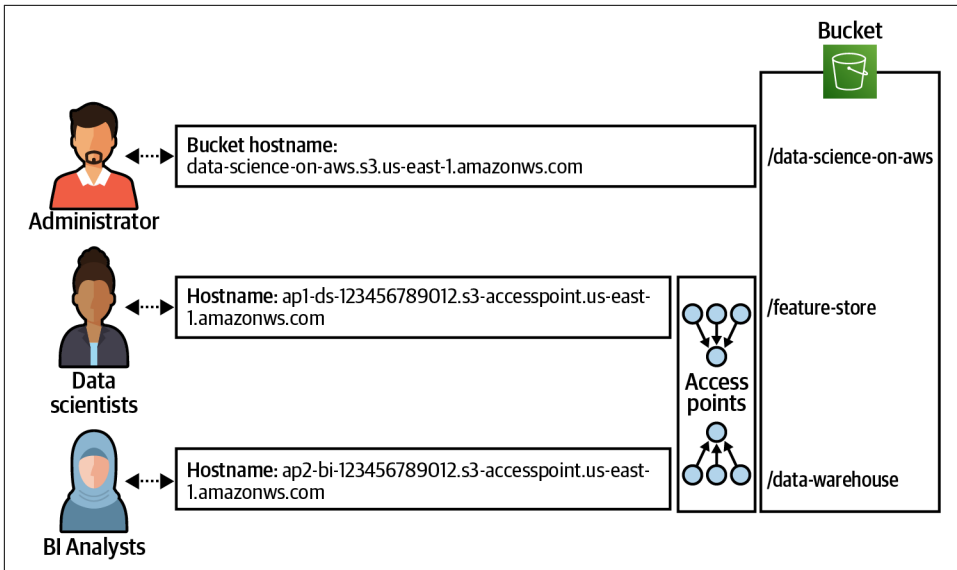 Bucket
Bucket hostname:
data-science-on-aws.s3.us-east-1.amazonws.com
/data-science-on-aws
Administrator
Hostname: ap1-ds-123456789012.s3-accesspoint.us-east-
1.amazonws.com
/feature-store
Data
scientists
Access
points
Hostname: ap2-bi-123456789012.s3-accesspoint.us-east-
1.amazonws.com
/data-warehouse
BI Analysts